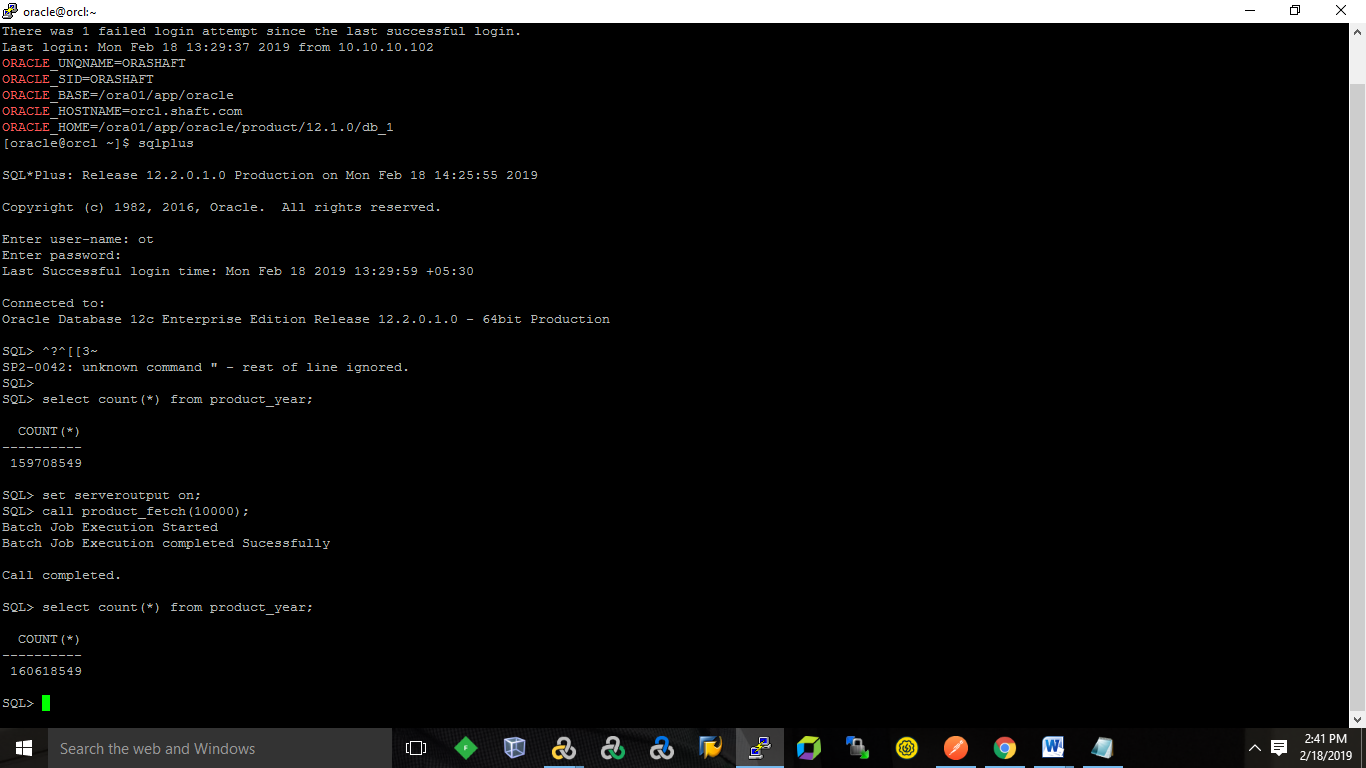 oracle@orcl:~
There was 1 failed login attempt since the last successful login.
Last login: Mon Feb 18 13:29:37 2019 from 10.10.10.102
ORACLE_UNQNAME=ORASHAFT
ORACLE_SID=ORASHAFT
ORACLE_BASE=/ora01/app/oracle
ORACLE_HOSTNAME=orcl.shaft.com
ORACLE_HOME=/ora01/app/oracle/product/12.1.0/db_1
[oracle@orcl ~]$ sqlplus
SQL*Plus: Release 12.2.0.1.0 Production on Mon Feb 18 14:25:55 2019
Copyright (c) 1982, 2016, Oracle.  All rights reserved.
Enter user-name: ot
Enter password:
Last Successful login time: Mon Feb 18 2019 13:29:59 +05:30
Connected to:
Oracle Database 12c Enterprise Edition Release 12.2.0.1.0 - 64bit Production
SQL> ^?^[[3~
SP2-0042: unknown command " - rest of line ignored.
SQL>
SQL> select count(*) from product_year;
COUNT(*)
----------
159708549
SQL> set serveroutput on;
SQL> call product_fetch(10000);
Batch Job Execution Started
Batch Job Execution completed Sucessfully
Call completed.
SQL> select count(*) from product_year;
COUNT(*)
----------
160618549
SQL>
Search the web and Windows
2:41 PM
2/18/2019